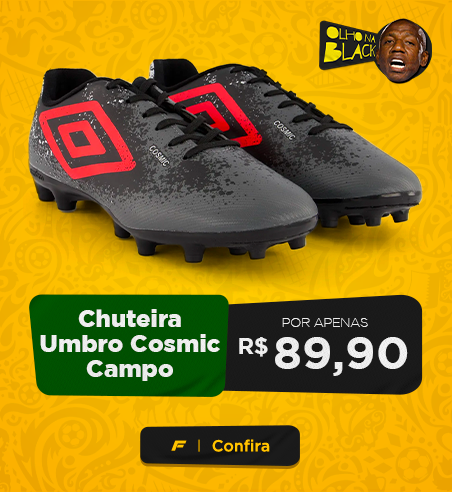 OLHO NA
BLACK
COSMIC
COSMIC
Chuteira
Umbro Cosmic
Campo
POR APENAS
R$ 89,90
F | Confira